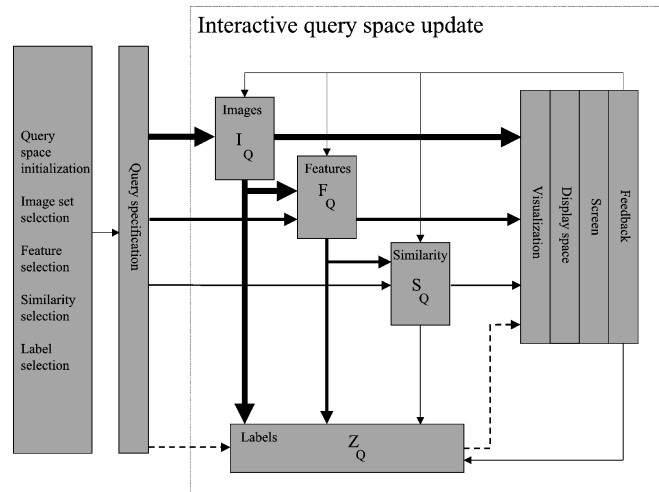 Interactive query space update
Query
space
initialization
Image set
selection
Feature
selection
Similarity
selection
Label
selection
Query specification
Images
I Q
Features
F Q
Similarity
S Q
Labels
Z Q
Visualization
Display space
Screen
Feedback